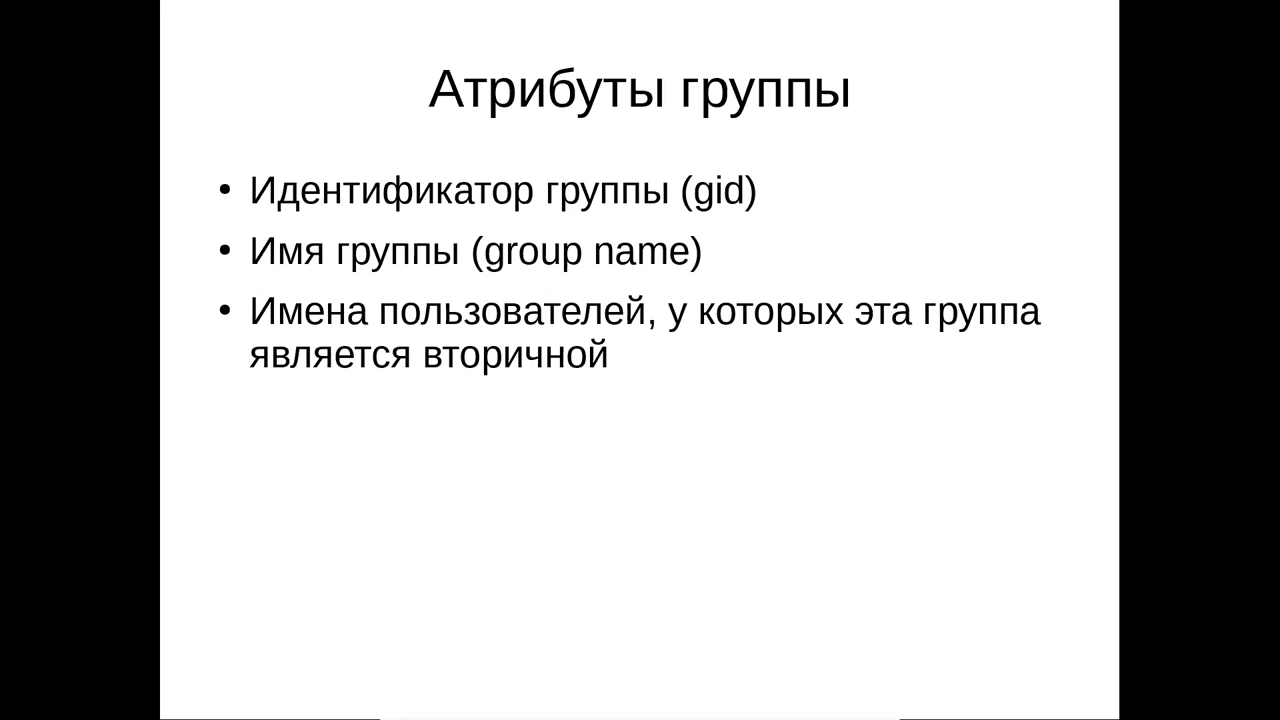 Атрибуты группы
• Идентификатор группы (gid)
• Имя группы (group name)
• Имена пользователей, у которых эта группа
является вторичной